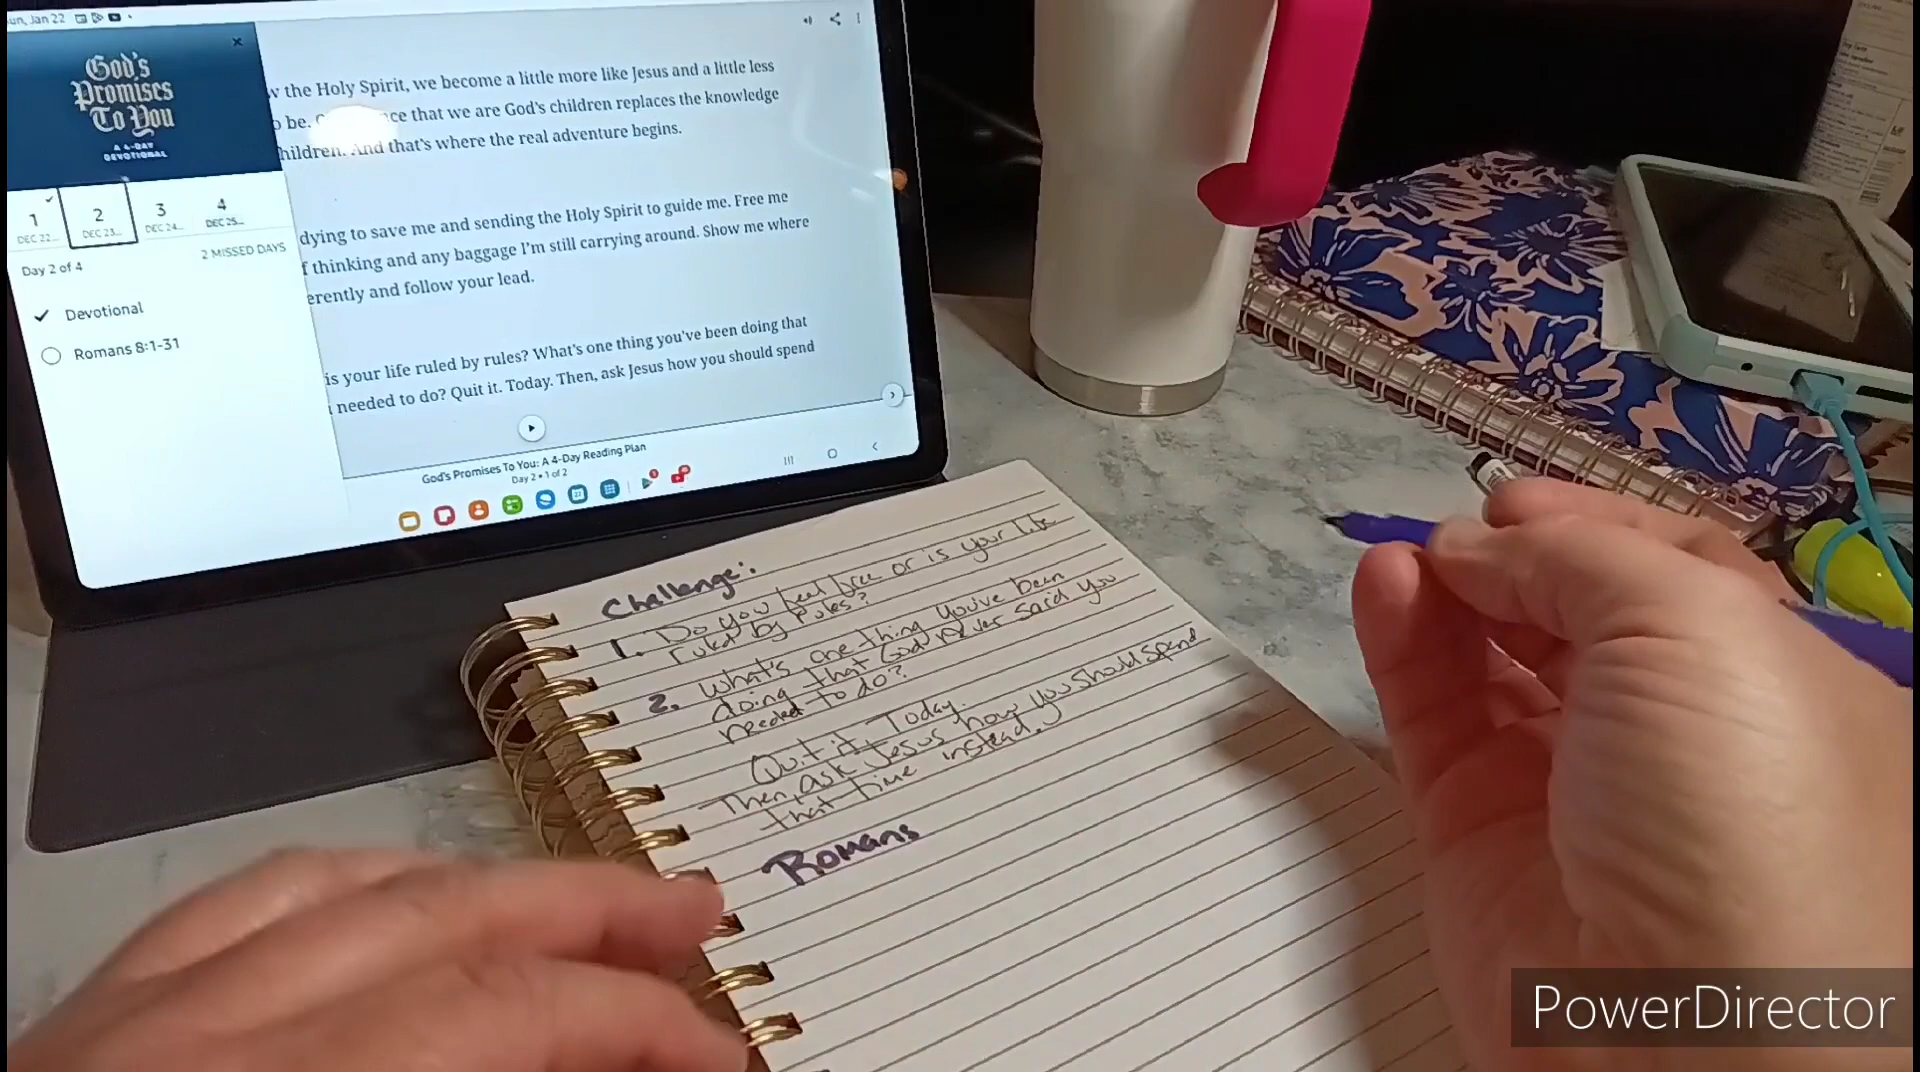 Sun, Jan 22
God's
Promises
To You
A 4-DAY
DEVOTIONAL
1
DEC 22...
2
DEC 23...
3
DEC 24...
4
DEC 25...
2 MISSED DAYS
Day 2 of 4
Devotional
Romans 8:1-31
the Holy Spirit, we become a little more like Jesus and a little less
be. that we are God's children replaces the knowledge
And that's where the real adventure begins.
dying to save me and sending the Holy Spirit to guide me. Free me
thinking and any baggage I'm still carrying around. Show me where
erently and follow your lead.
is your life ruled by rules? What's one thing you've been doing that
needed to do? Quit it. Today. Then, ask Jesus how you should spend
God's Promises To You: A 4-Day Reading Plan
Day 2 • 1 of 2
Challenge:
1. Do you feel free or is your life
ruled by rules?
2. What's one thing you've been
doing that God never said you
needed to do?
Quit it, Today.
Then, ask Jesus how you should spend
that time instead.
Romans
PowerDirector